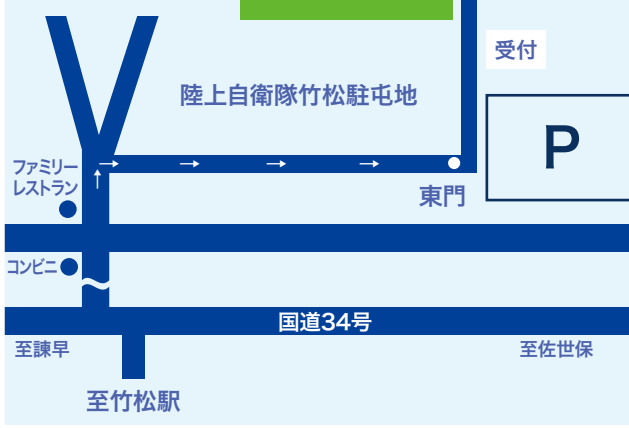 受付
陸上自衛隊竹松駐屯地
P
ファミリー
レストラン
東門
コンビニ
国道34号
至諫早
至佐世保
至竹松駅